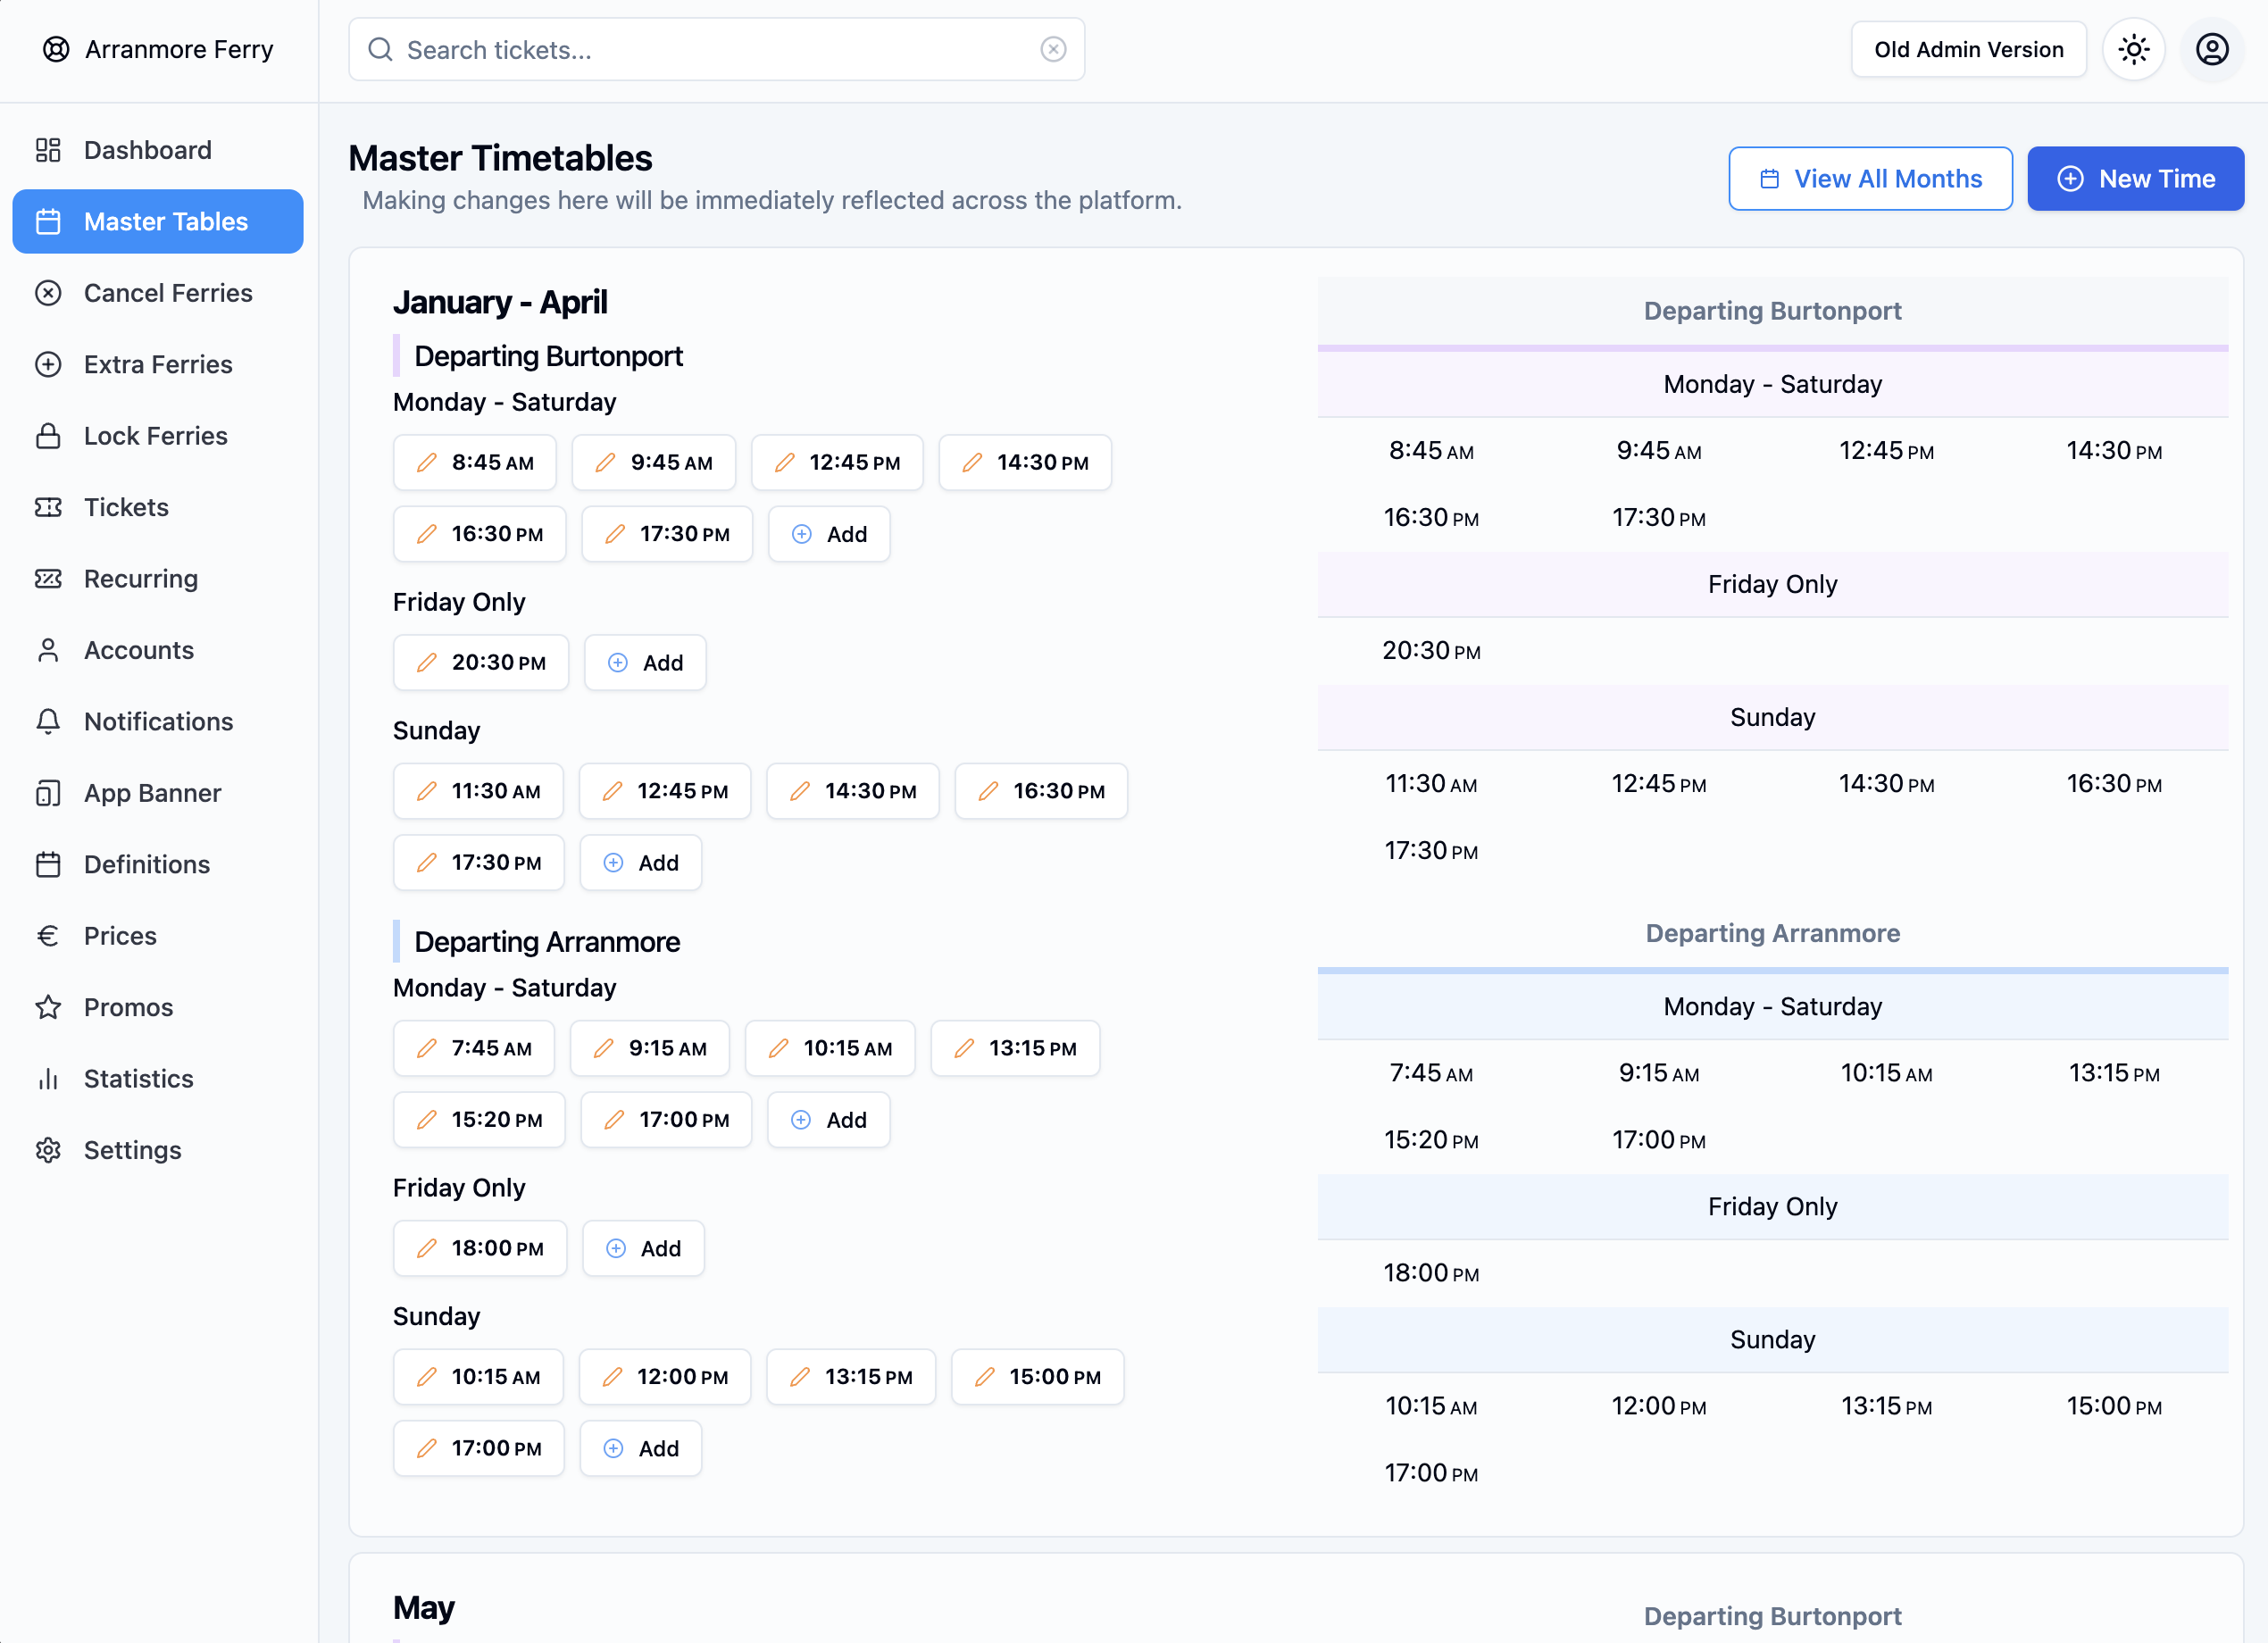 Arranmore Ferry
Search tickets...
Old Admin Version
Dashboard
Master Tables
Cancel Ferries
Extra Ferries
Lock Ferries
Tickets
Recurring
Accounts
Notifications
App Banner
Definitions
Prices
Promos
Statistics
Settings
Master Timetables
Making changes here will be immediately reflected across the platform.
View All Months
New Time
January - April
Departing Burtonport
Monday - Saturday
8:45 AM 9:45 AM 12:45 PM 14:30 PM
16:30 PM 17:30 PM Add
Friday Only
20:30 PM Add
Sunday
11:30 AM 12:45 PM 14:30 PM 16:30 PM
17:30 PM Add
Departing Arranmore
Monday - Saturday
7:45 AM 9:15 AM 10:15 AM 13:15 PM
15:20 PM 17:00 PM Add
Friday Only
18:00 PM Add
Sunday
10:15 AM 12:00 PM 13:15 PM 15:00 PM
17:00 PM Add
Departing Burtonport
Monday - Saturday
8:45 AM 9:45 AM 12:45 PM 14:30 PM
16:30 PM 17:30 PM
Friday Only
20:30 PM
Sunday
11:30 AM 12:45 PM 14:30 PM 16:30 PM
17:30 PM
Departing Arranmore
Monday - Saturday
7:45 AM 9:15 AM 10:15 AM 13:15 PM
15:20 PM 17:00 PM
Friday Only
18:00 PM
Sunday
10:15 AM 12:00 PM 13:15 PM 15:00 PM
17:00 PM
May
Departing Burtonport